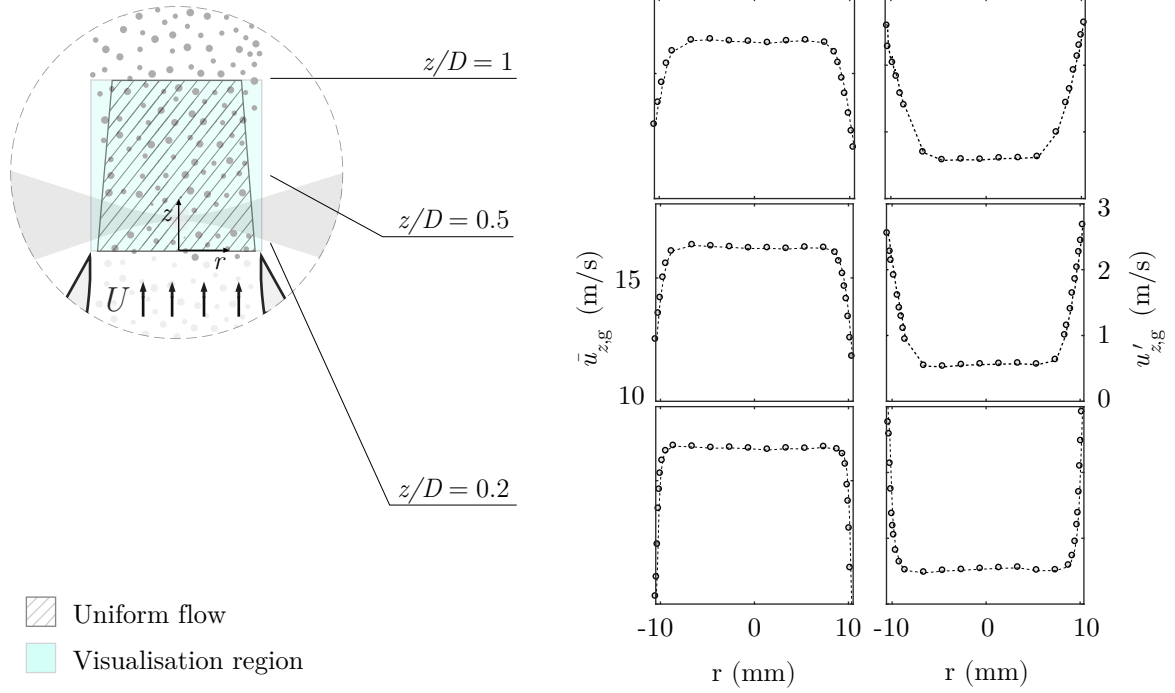 z/D = 1
z/D = 0.5
z/D = 0.2
z
r
U
Uniform flow
Visualisation region
ū_{z,g} (m/s)
15
10
u′_{z,g} (m/s)
3
2
1
0
-10 0 10
-10 0 10
r (mm)
r (mm)